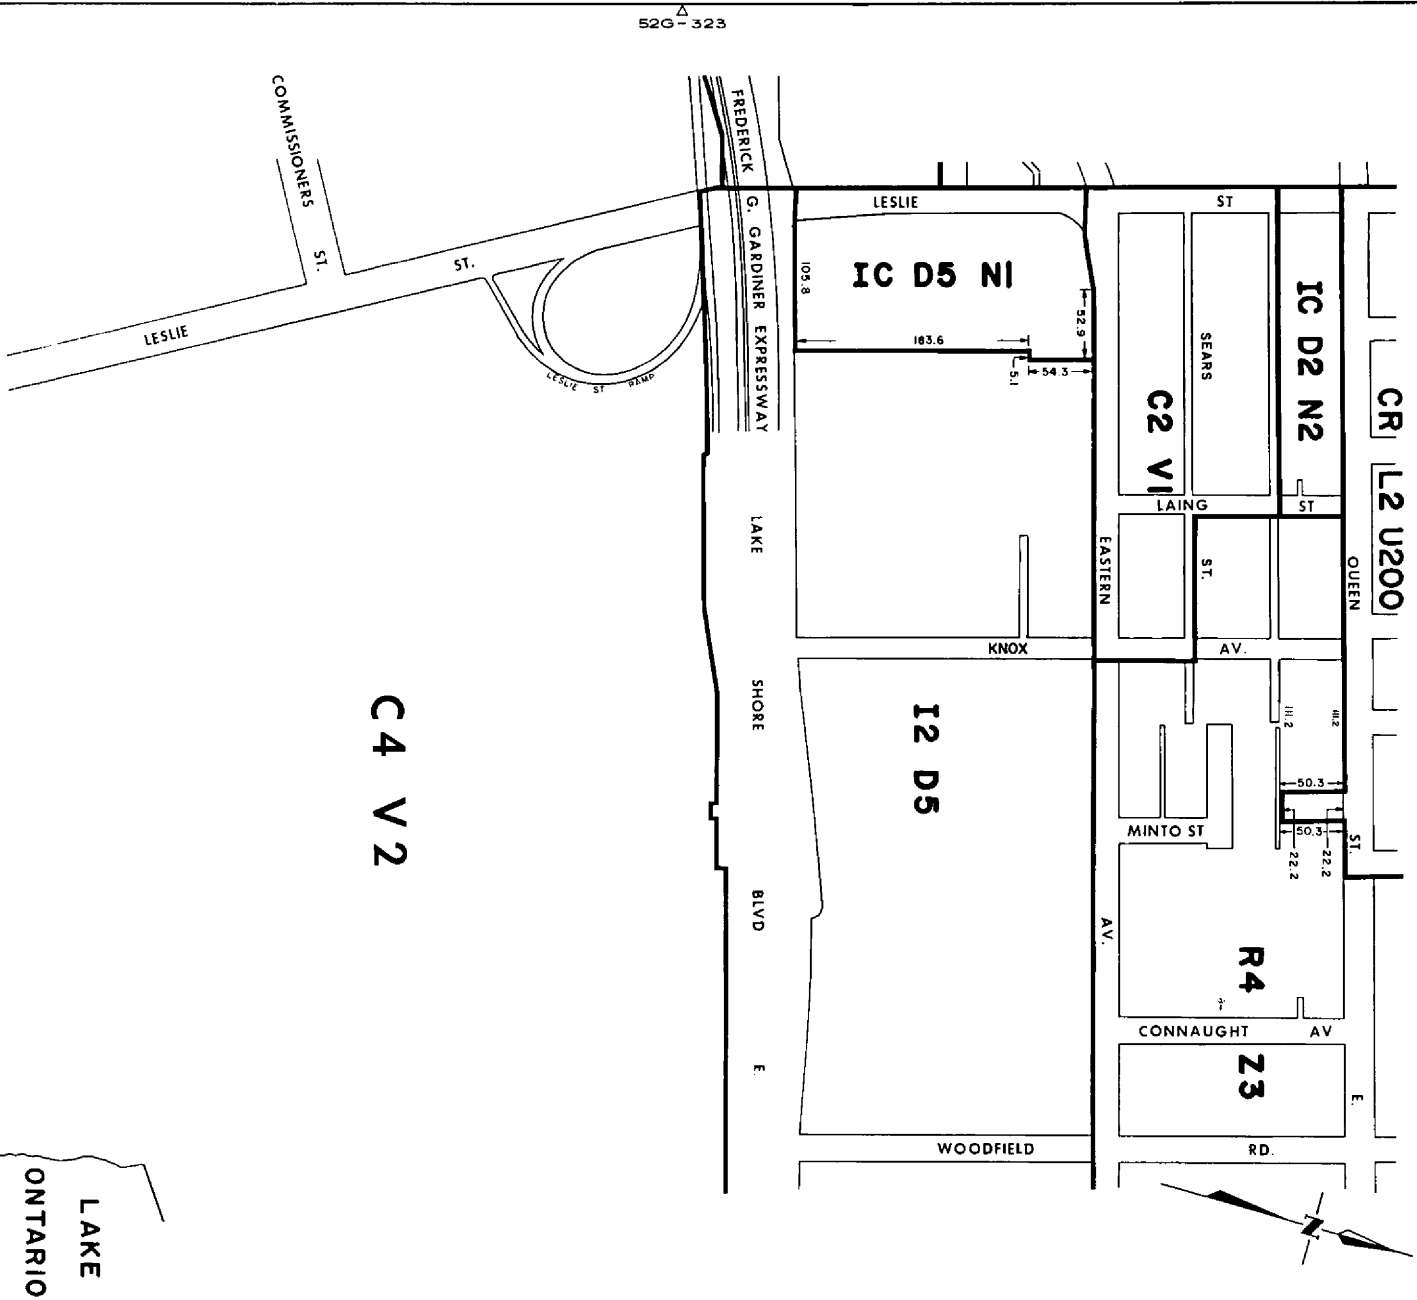 52G-323
COMMISSIONERS ST.
FREDERICK G. GARDINER EXPRESSWAY
LESLIE ST
LESLIE ST.
LESLIE ST RAMP
105.8
IC D5 N1
183.6
5.1
54.3
52.9
SEARS ST.
IC D2 N2
C2 V1
CR L2 U200
LAING ST
EASTERN AV.
QUEEN ST. E.
KNOX AV.
LAKE SHORE BLVD E.
C4 V2
I2 D5
111.2
111.2
50.3
50.3
22.2
22.2
MINTO ST
R4 Z3
CONNAUGHT AV
WOODFIELD RD.
N
LAKE
ONTARIO